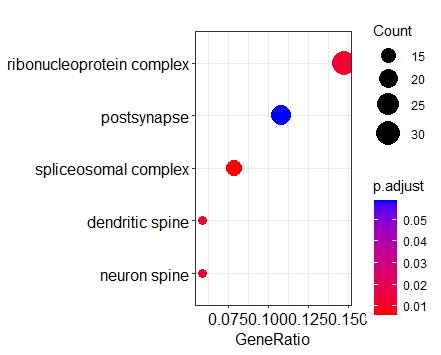 ribonucleoprotein complex
postsynapse
spliceosomal complex
dendritic spine
neuron spine
0.0750.1000.1250.150
GeneRatio
Count
15
20
25
30
p.adjust
0.05
0.04
0.03
0.02
0.01